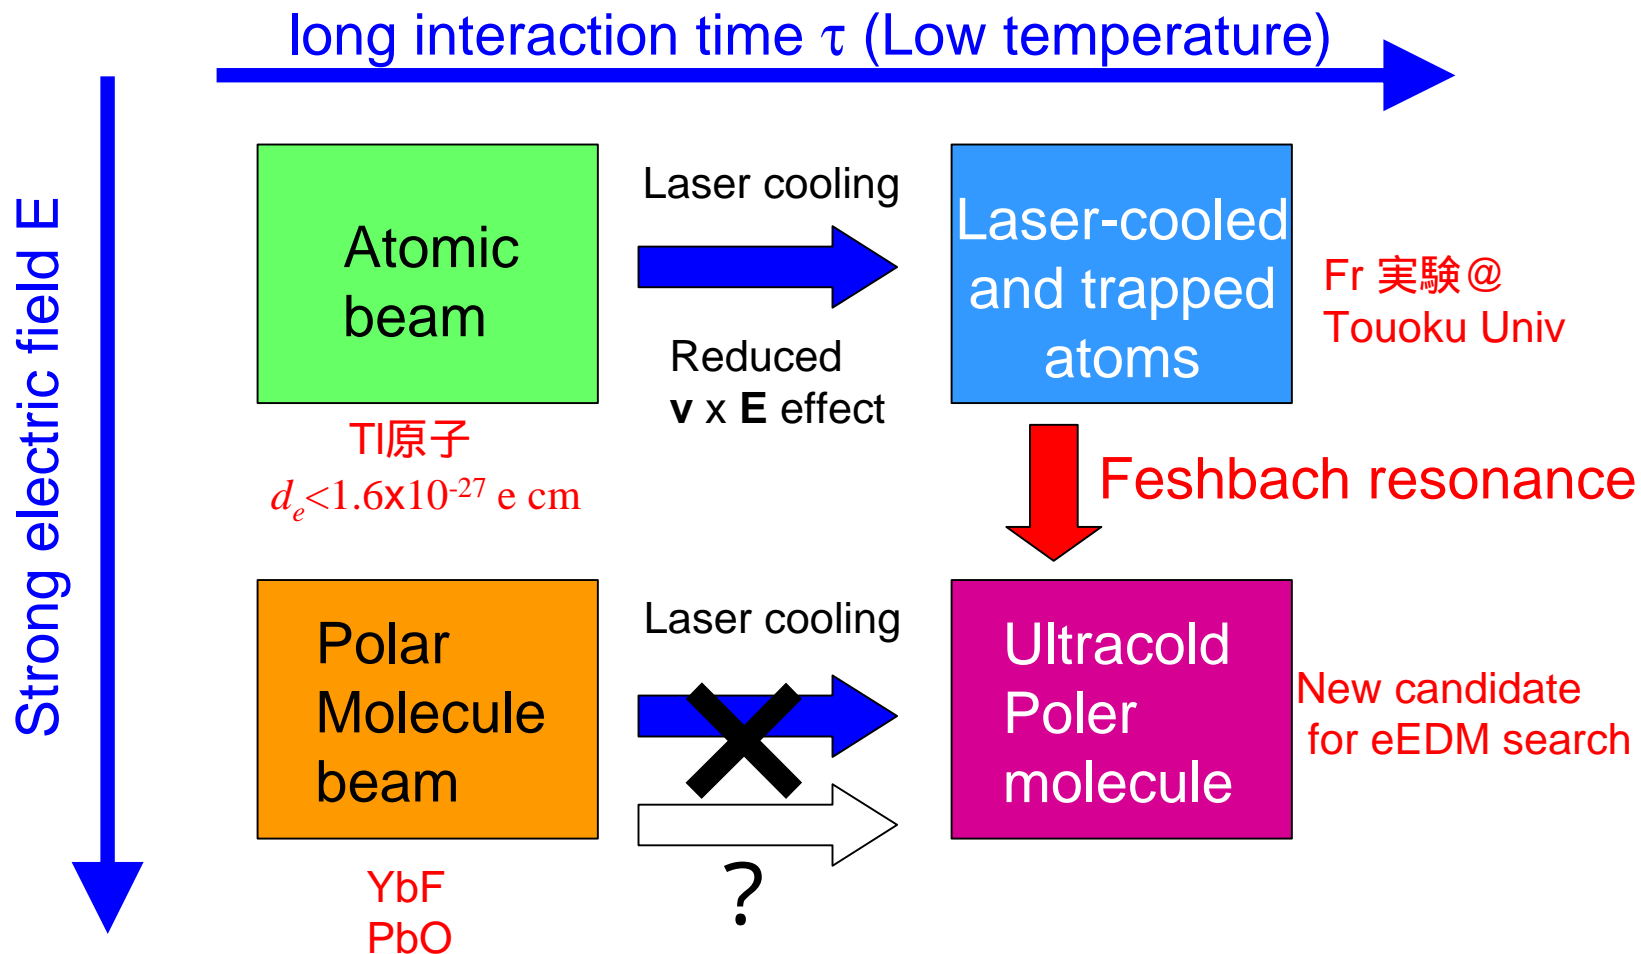 long interaction time τ (Low temperature)
Strong electric field E
Atomic
beam
Laser cooling
Reduced
v x E effect
Laser-cooled
and trapped
atoms
Fr 実験@
Touoku Univ
Tl原子
d_e<1.6x10^-27 e cm
Feshbach resonance
Polar
Molecule
beam
Laser cooling
?
Ultracold
Poler
molecule
New candidate
for eEDM search
YbF
PbO